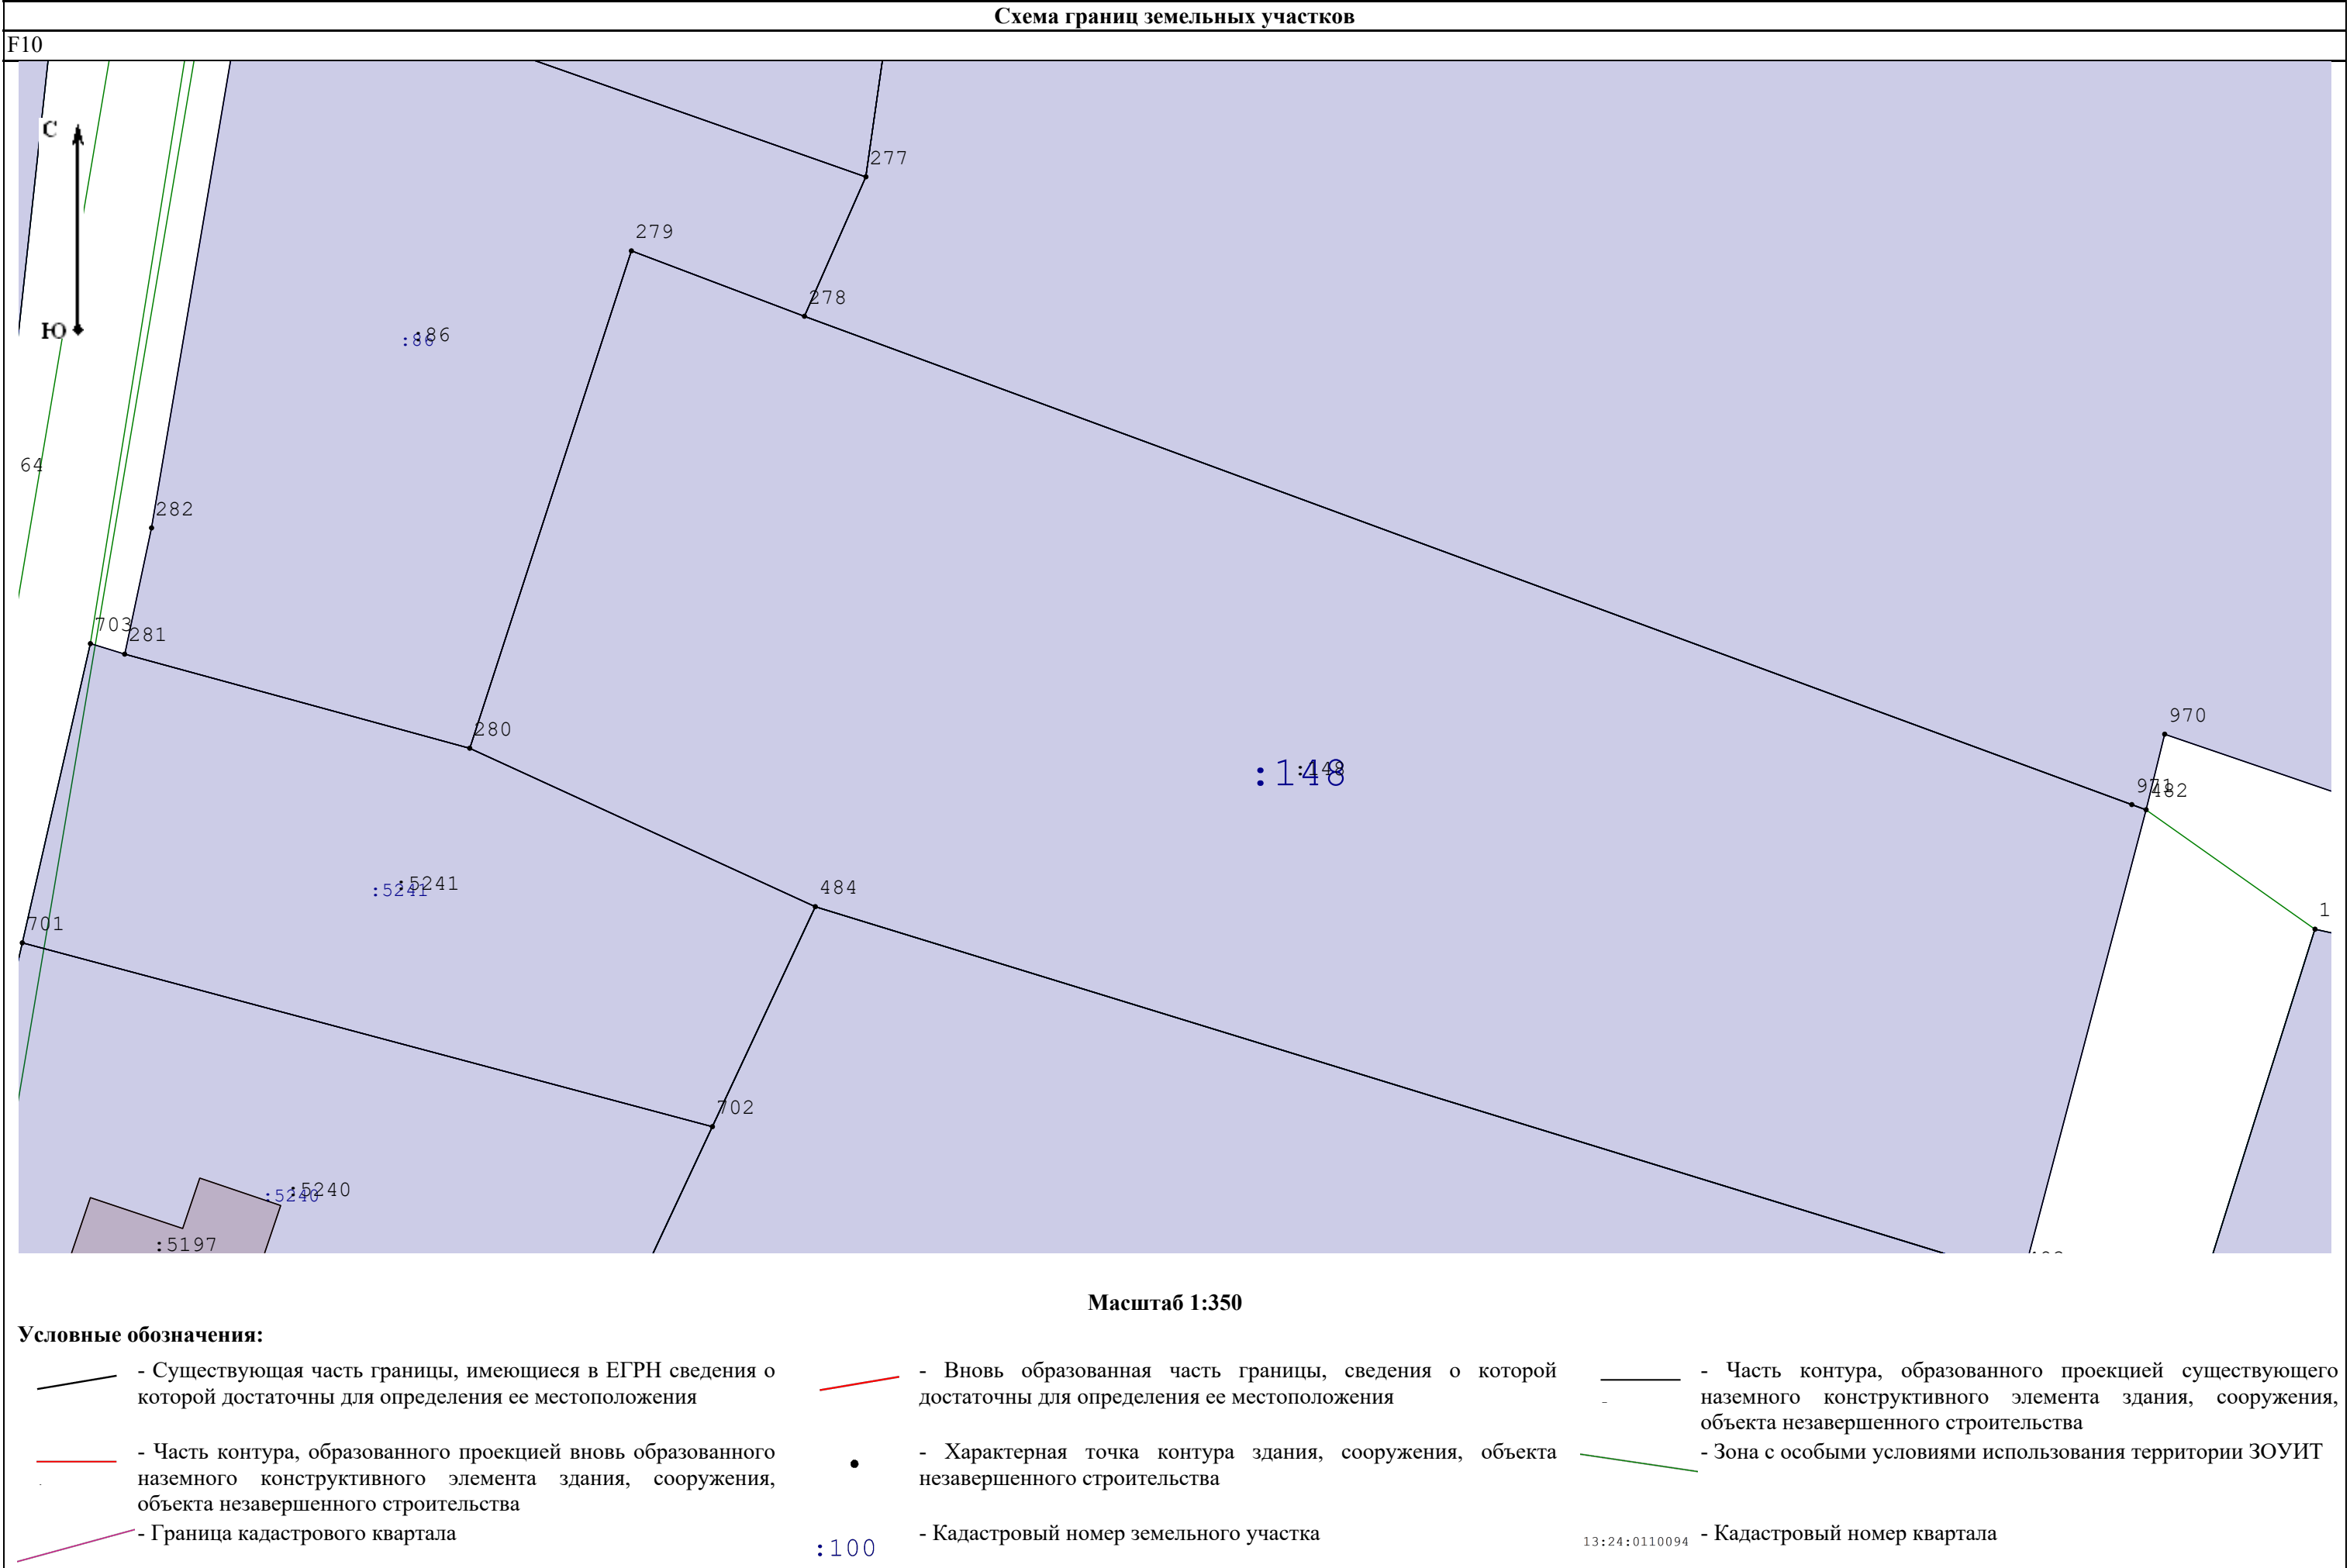 Схема границ земельных участков
F10
С
277
279
278
Ю
:86
:86
64
282
703
281
280
970
:148
:148
971
482
:5241
:5241
484
701
1
702
:5240
:5240
:5197
Масштаб 1:350
Условные обозначения:
- Существующая часть границы, имеющиеся в ЕГРН сведения о
которой достаточны для определения ее местоположения
- Вновь образованная часть границы, сведения о которой
достаточны для определения ее местоположения
- Часть контура, образованного проекцией существующего
наземного конструктивного элемента здания, сооружения,
объекта незавершенного строительства
- Часть контура, образованного проекцией вновь образованного
наземного конструктивного элемента здания, сооружения,
объекта незавершенного строительства
- Характерная точка контура здания, сооружения, объекта
незавершенного строительства
- Зона с особыми условиями использования территории ЗОУИТ
- Граница кадастрового квартала
:100
- Кадастровый номер земельного участка
13:24:0110094
- Кадастровый номер квартала